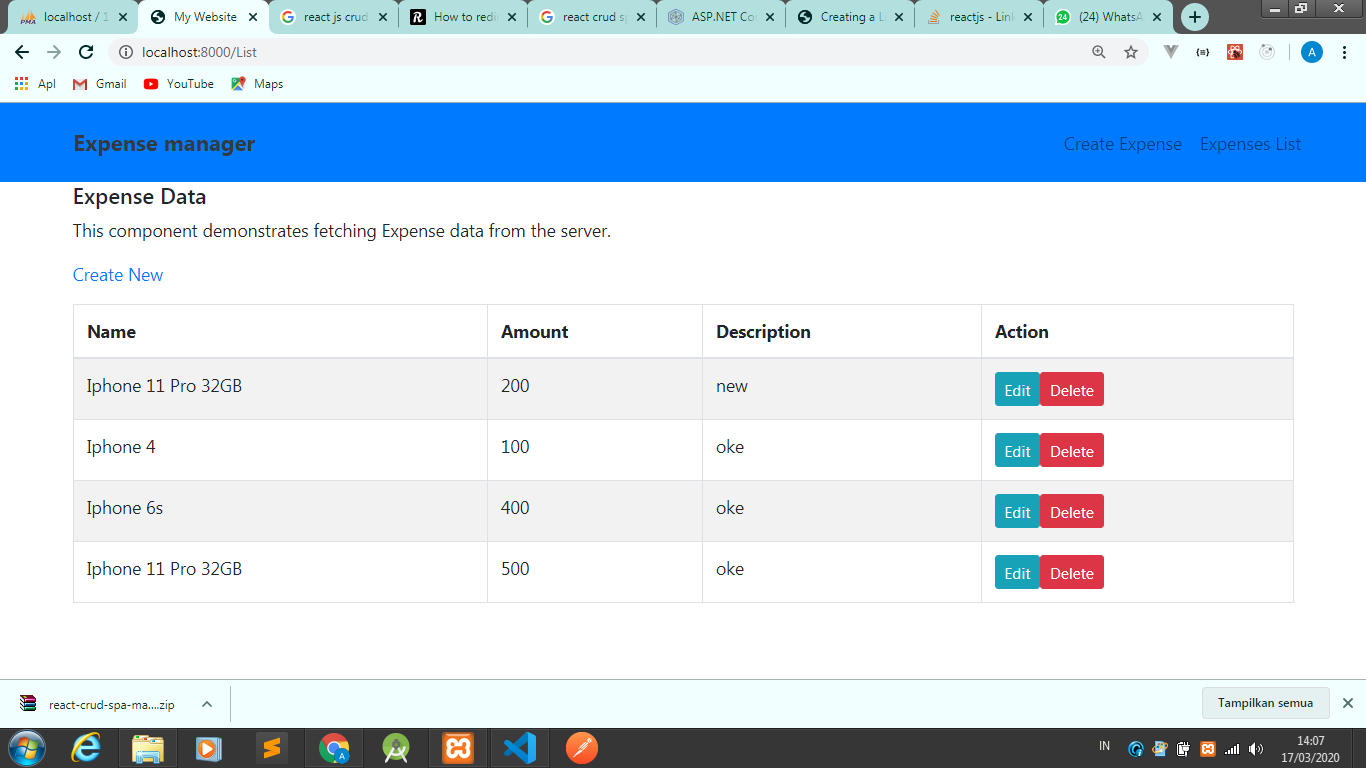 localhost / 1
My Website
react js crud
How to redi
react crud sp
ASP.NET Co
Creating a Li
reactjs - Link
(24) WhatsA
localhost:8000/List
A
Apl
Gmail
YouTube
Maps
Expense manager
Create Expense
Expenses List
Expense Data
This component demonstrates fetching Expense data from the server.
Create New
Name Amount Description Action
Iphone 11 Pro 32GB 200 new Edit Delete
Iphone 4 100 oke Edit Delete
Iphone 6s 400 oke Edit Delete
Iphone 11 Pro 32GB 500 oke Edit Delete
react-crud-spa-ma....zip
Tampilkan semua
IN
14:07
17/03/2020